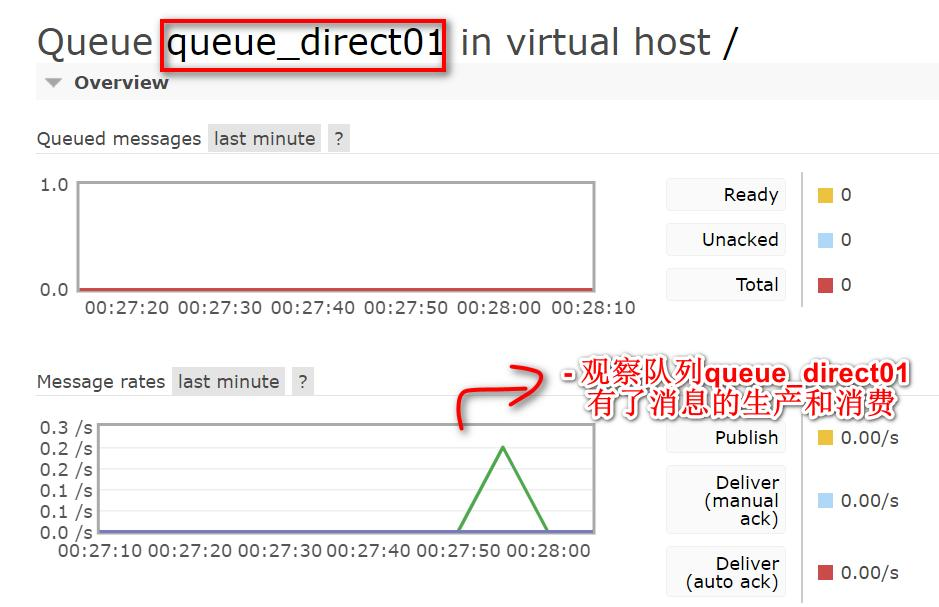 Queue queue_direct01 in virtual host /
Overview
Queued messages last minute ?
1.0
0.0
00:27:20 00:27:30 00:27:40 00:27:50 00:28:00 00:28:10
Ready 0
Unacked 0
Total 0
- 观察队列queue_direct01
有了消息的生产和消费
Message rates last minute ?
0.3 /s
0.2 /s
0.2 /s
0.1 /s
0.1 /s
0.0 /s
00:27:10 00:27:20 00:27:30 00:27:40 00:27:50 00:28:00
Publish 0.00/s
Deliver
(manual 0.00/s
ack)
Deliver
(auto ack) 0.00/s